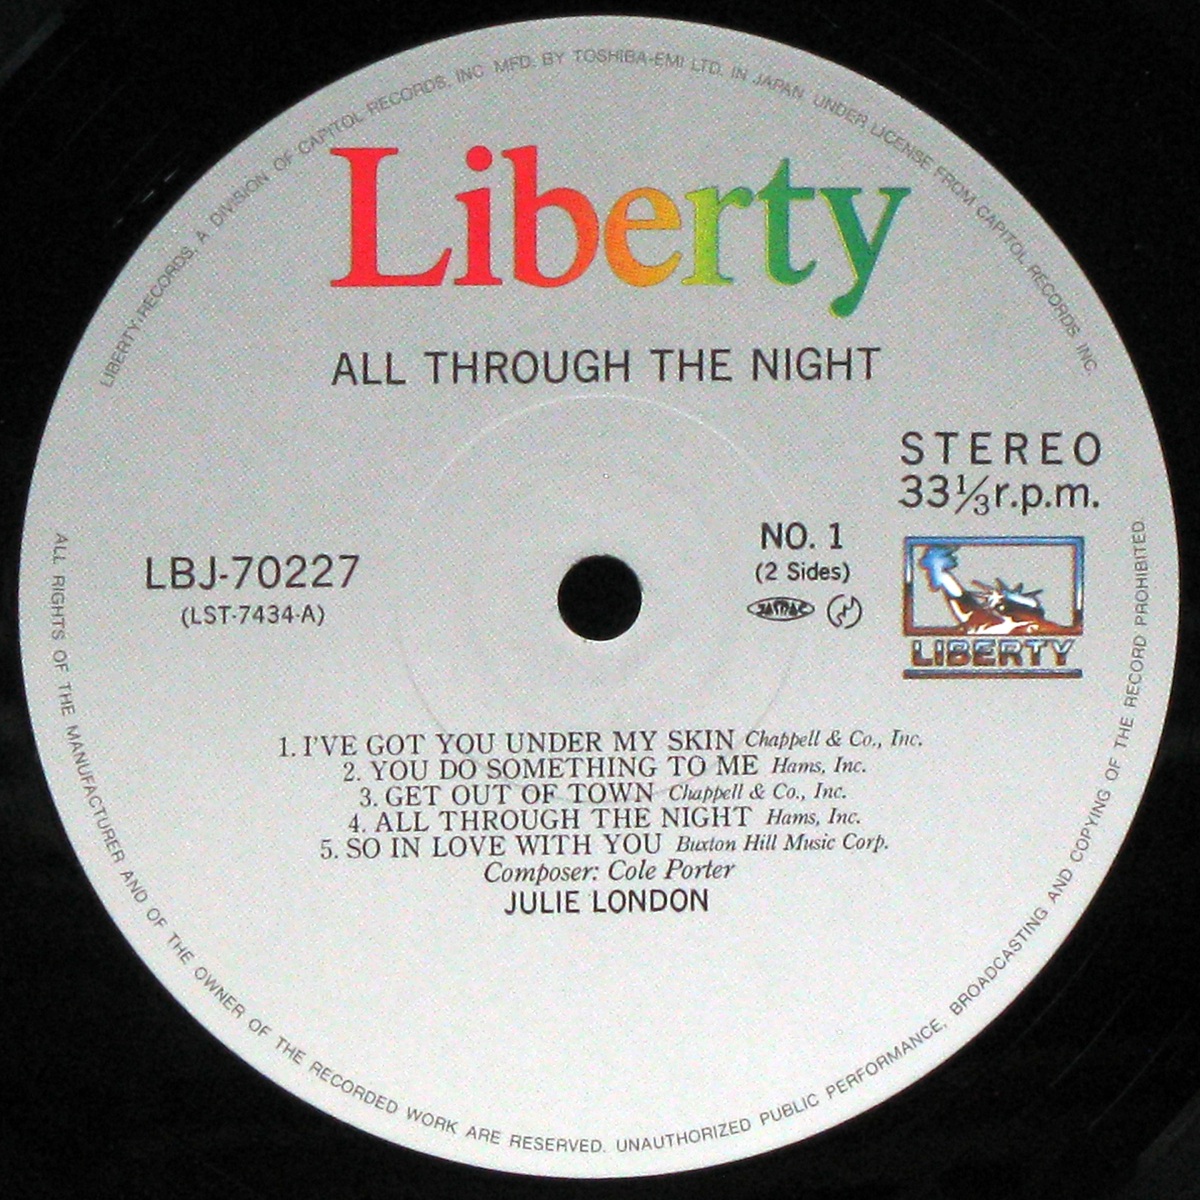 LIBERTY RECORDS, A DIVISION OF CAPITOL RECORDS, INC. MFD. BY TOSHIBA-EMI LTD. IN JAPAN UNDER LICENSE FROM CAPITOL RECORDS. INC.
Liberty
ALL THROUGH THE NIGHT
STEREO
33⅓r.p.m.
LBJ-70227
(LST-7434-A)
NO. 1
(2 Sides)
JASRAC
LIBERTY
1. I'VE GOT YOU UNDER MY SKIN Chappell & Co., Inc.
2. YOU DO SOMETHING TO ME Hams, Inc.
3. GET OUT OF TOWN Chappell & Co., Inc.
4. ALL THROUGH THE NIGHT Hams, Inc.
5. SO IN LOVE WITH YOU Buxton Hill Music Corp.
Composer: Cole Porter
JULIE LONDON
ALL RIGHTS OF THE MANUFACTURER AND OF THE OWNER OF THE RECORDED WORK ARE RESERVED. UNAUTHORIZED PUBLIC PERFORMANCE, BROADCASTING AND COPYING OF THE RECORD PROHIBITED.